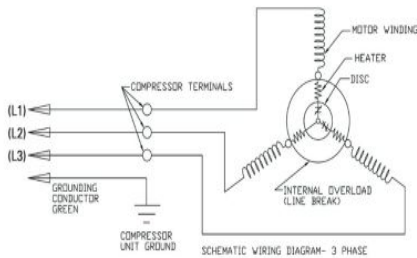 MOTOR WINDING
HEATER
DISC
COMPRESSOR TERMINALS
(L1)
(L2)
(L3)
GROUNDING
CONDUCTOR
GREEN
COMPRESSOR
UNIT GROUND
INTERNAL OVERLOAD
(LINE BREAK)
SCHEMATIC WIRING DIAGRAM- 3 PHASE